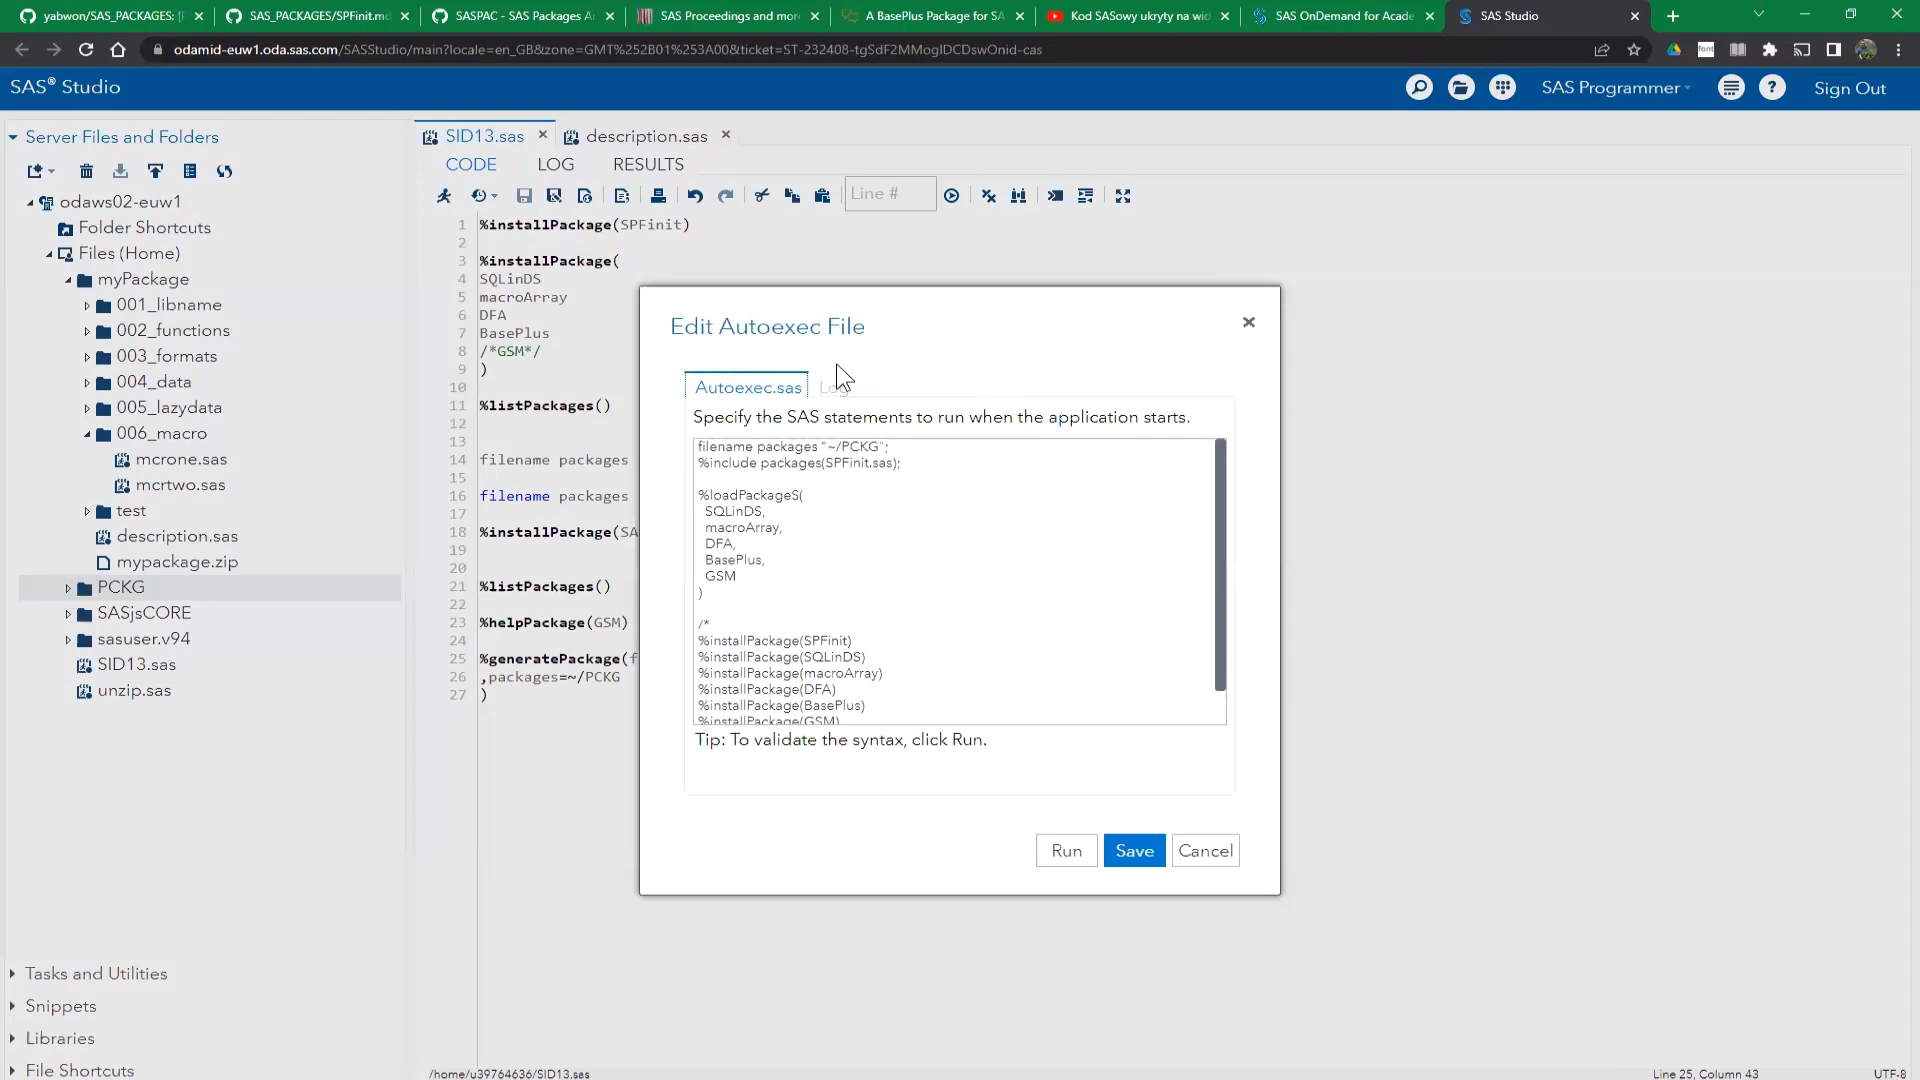 yabwon/SAS_PACKAGES: [
SAS_PACKAGES/SPFinit.md
SASPAC - SAS Packages A
SAS Proceedings and mor
A BasePlus Package for SA
Kod SASowy ukryty na wid
SAS OnDemand for Acade
SAS Studio
odamid-euw1.oda.sas.com/SASStudio/main?locale=en_GB&zone=GMT%252B01%253A00&ticket=ST-232408-tgSdF2MMogIDCDswOnid-cas
SAS® Studio
SAS Programmer
Sign Out
Server Files and Folders
odaws02-euw1
Folder Shortcuts
Files (Home)
myPackage
001_libname
002_functions
003_formats
004_data
005_lazydata
006_macro
mcrone.sas
mcrtwo.sas
test
description.sas
mypackage.zip
PCKG
SASjsCORE
sasuser.v94
SID13.sas
unzip.sas
Tasks and Utilities
Snippets
Libraries
File Shortcuts
SID13.sas
description.sas
CODE LOG RESULTS
Line #
1 %installPackage(SPFinit)
2
3 %installPackage(
4 SQLinDS
5 macroArray
6 DFA
7 BasePlus
8 /*GSM*/
9 )
10
11 %listPackages()
12
13
14 filename packages
15
16 filename packages
17
18 %installPackage(SA
19
20
21 %listPackages()
22
23 %helpPackage(GSM)
24
25 %generatePackage(f
26 ,packages=~/PCKG
27 )
Edit Autoexec File
Autoexec.sas
Log
Specify the SAS statements to run when the application starts.
filename packages "~/PCKG";
%include packages(SPFinit.sas);
%loadPackageS(
SQLinDS,
macroArray,
DFA,
BasePlus,
GSM
)
/*
%installPackage(SPFinit)
%installPackage(SQLinDS)
%installPackage(macroArray)
%installPackage(DFA)
%installPackage(BasePlus)
%installPackage(GSM)
Tip: To validate the syntax, click Run.
Run
Save
Cancel
/home/u39764636/SID13.sas
Line 25, Column 43
UTF-8